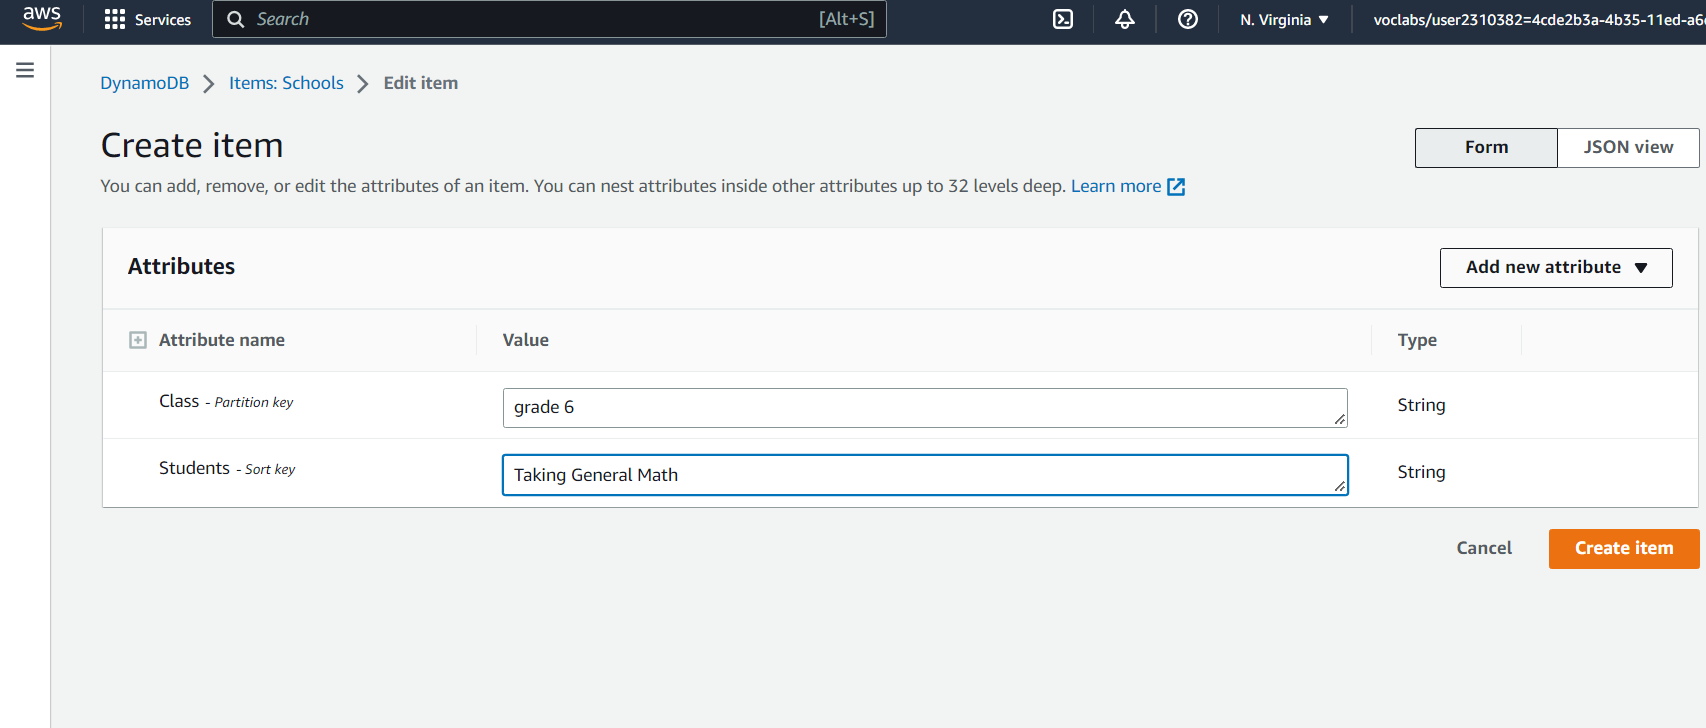 aws Services Search [Alt+S] N. Virginia ▼ voclabs/user2310382=4cde2b3a-4b35-11ed-a6
DynamoDB > Items: Schools > Edit item
Create item
Form JSON view
You can add, remove, or edit the attributes of an item. You can nest attributes inside other attributes up to 32 levels deep. Learn more
Attributes
Add new attribute ▼
Attribute name Value Type
Class - Partition key grade 6 String
Students - Sort key Taking General Math String
Cancel Create item